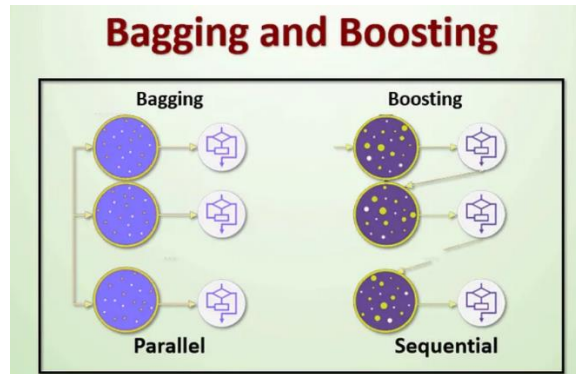 Bagging and Boosting
Bagging
Boosting
Parallel
Sequential